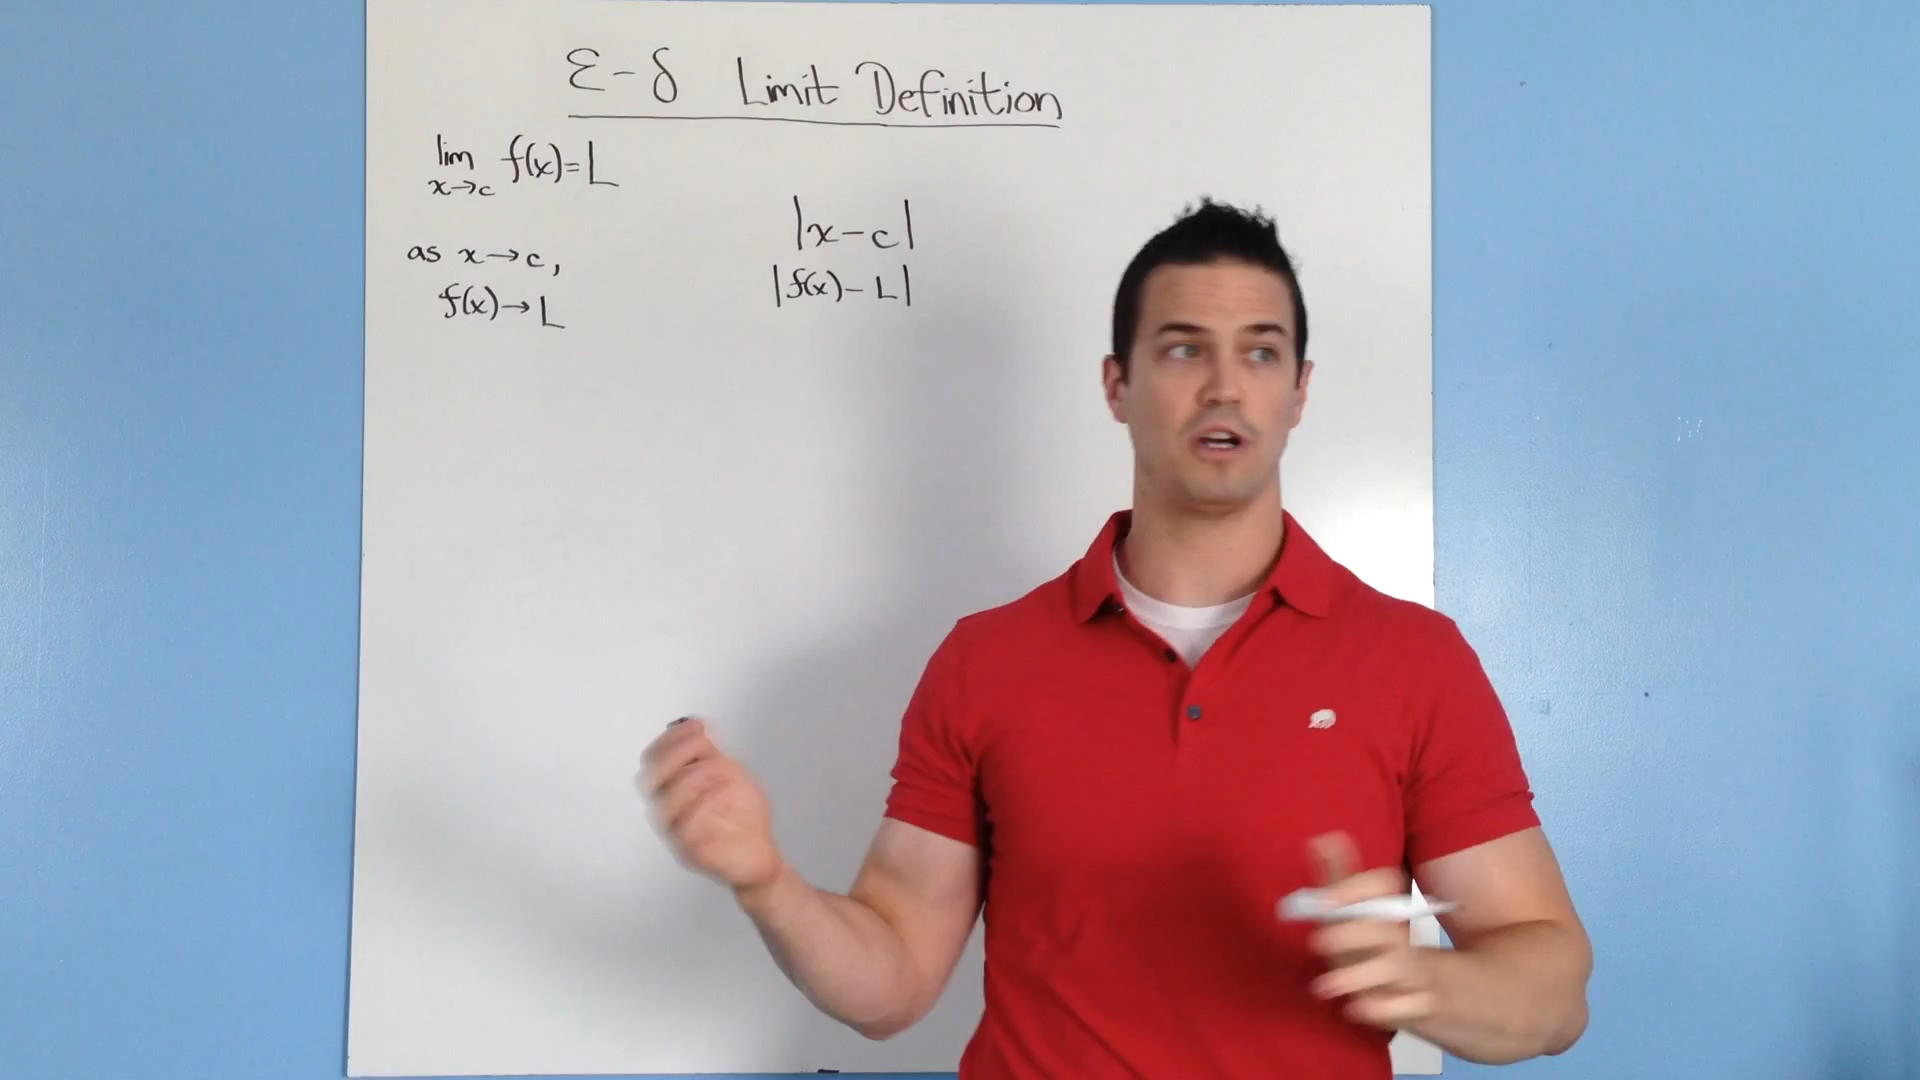 ε-δ Limit Definition
lim f(x)=L
x→c
as x→c,
f(x)→L
|x-c|
|f(x)-L|